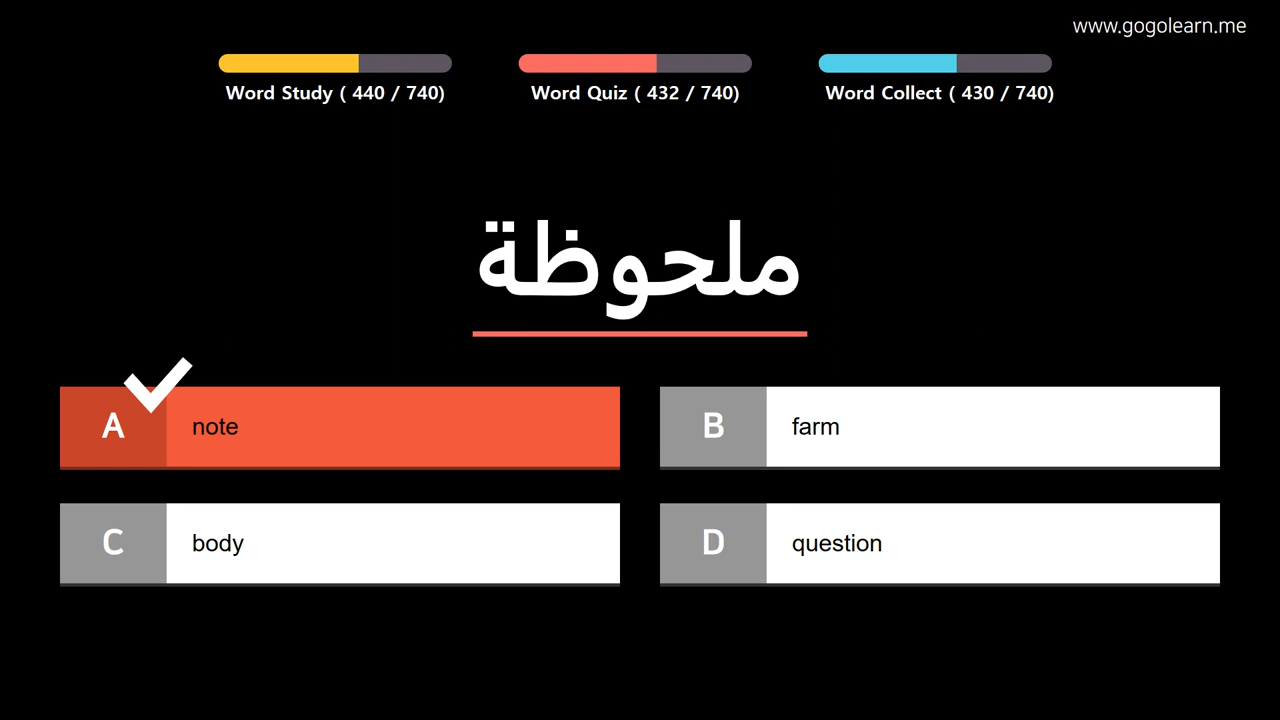 www.gogolearn.me
Word Study ( 440 / 740)
Word Quiz ( 432 / 740)
Word Collect ( 430 / 740)
ملحوظة
A note
B farm
C body
D question